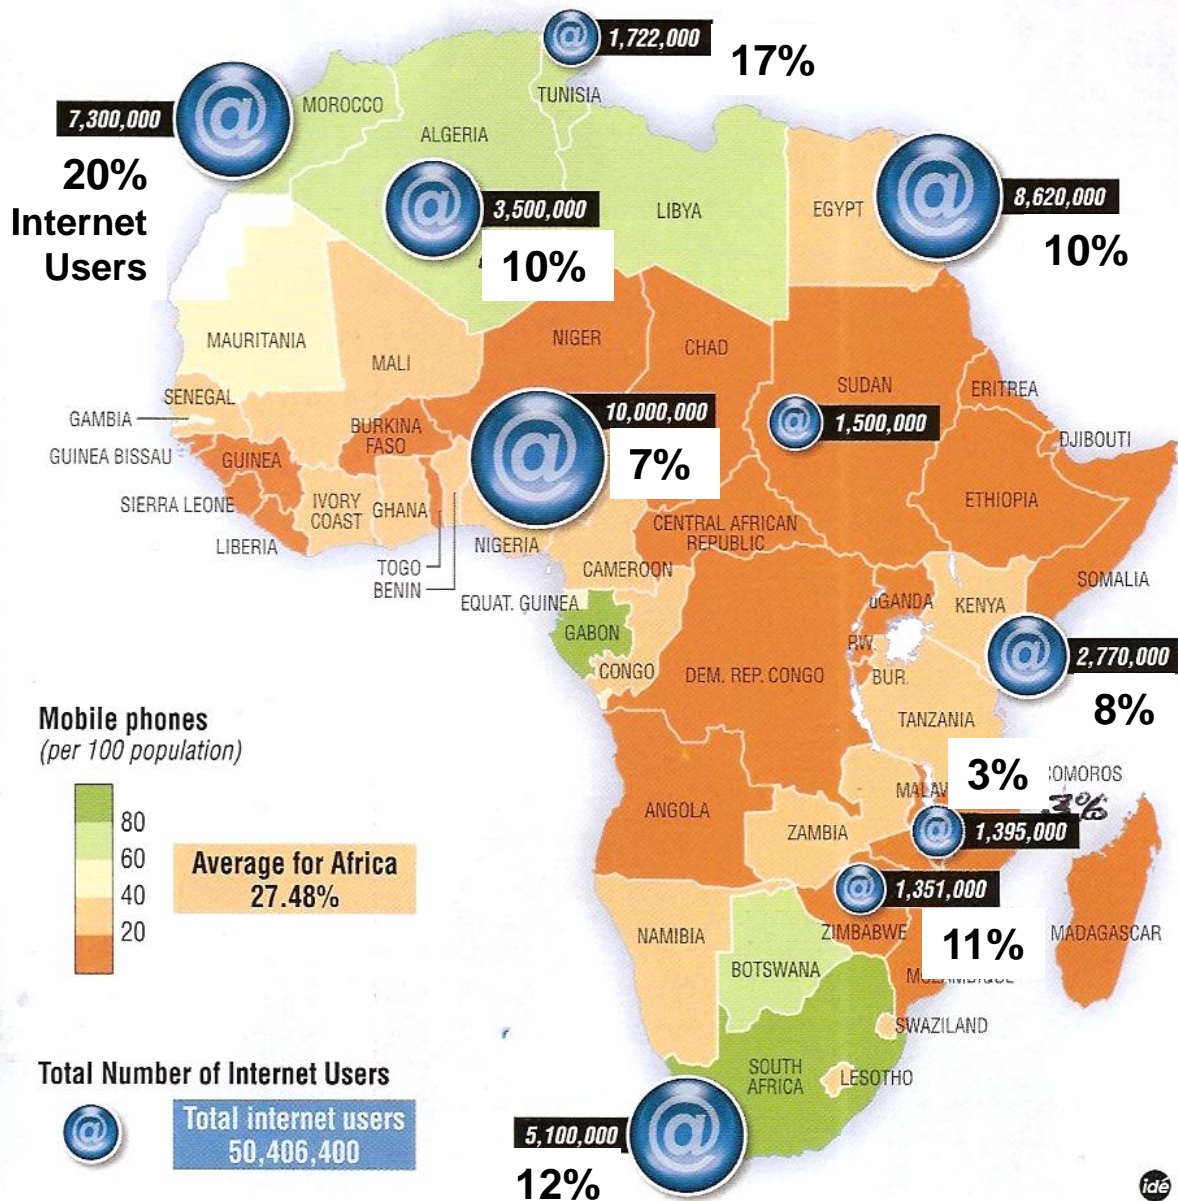 1,722,000
17%
MOROCCO
TUNISIA
7,300,000
ALGERIA
20%
Internet
Users
3,500,000
LIBYA
EGYPT
8,620,000
10%
10%
MAURITANIA
MALI
NIGER
CHAD
SUDAN
ERITREA
SENEGAL
GAMBIA
BURKINA
FASO
10,000,000
1,500,000
DJIBOUTI
GUINEA BISSAU
GUINEA
7%
SIERRA LEONE
IVORY
COAST
GHANA
ETHIOPIA
LIBERIA
NIGERIA
CENTRAL AFRICAN
REPUBLIC
TOGO
BENIN
CAMEROON
SOMALIA
EQUAT. GUINEA
UGANDA
KENYA
GABON
CONGO
RW.
2,770,000
DEM. REP. CONGO
BUR.
8%
TANZANIA
Mobile phones
(per 100 population)
80
60
40
20
Average for Africa
27.48%
3%
OMOROS
3%
MALAW
ANGOLA
ZAMBIA
1,395,000
1,351,000
NAMIBIA
ZIMBABWE
11%
MADAGASCAR
BOTSWANA
MOZAMBIQUE
SWAZILAND
SOUTH
AFRICA
LESOTHO
Total Number of Internet Users
Total internet users
50,406,400
5,100,000
12%
idé